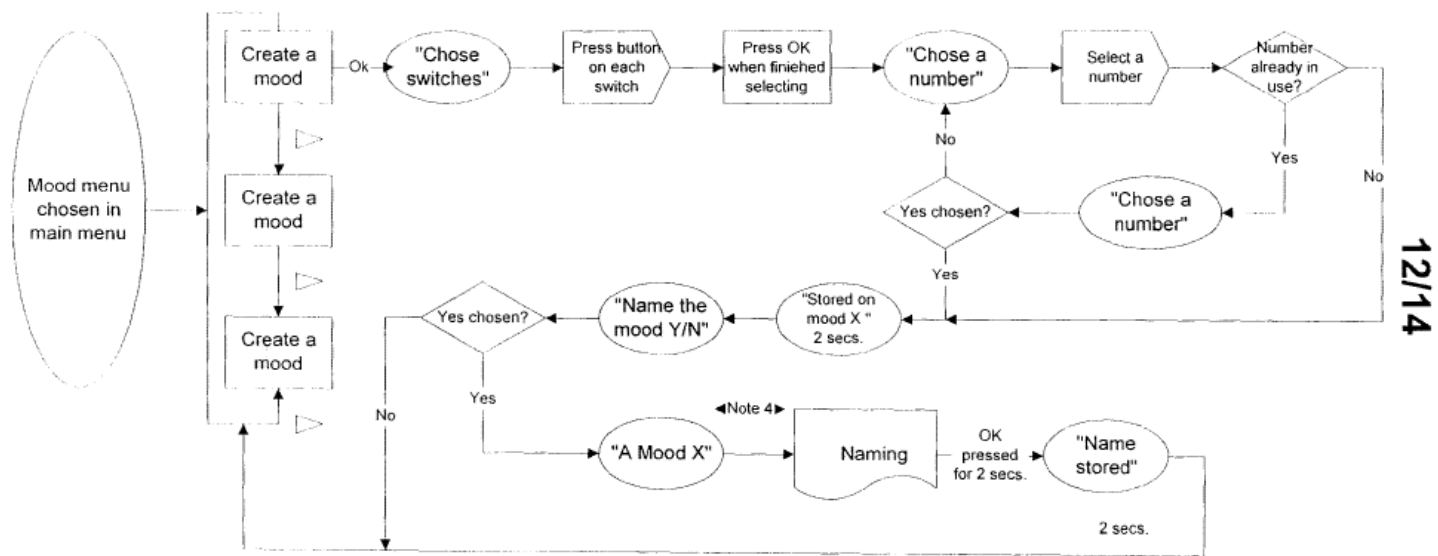 Mood menu
chosen in
main menu
Create a
mood
Ok
"Chose
switches"
Press button
on each
switch
Press OK
when finiehed
selecting
"Chose a
number"
Select a
number
Number
already in
use?
No
Yes
No
Create a
mood
Yes chosen?
"Chose a
number"
Yes
12/14
Create a
mood
Yes chosen?
"Name the
mood Y/N"
"Stored on
mood X "
2 secs.
No
Yes
Note 4
"A Mood X"
Naming
OK
pressed
for 2 secs.
"Name
stored"
2 secs.